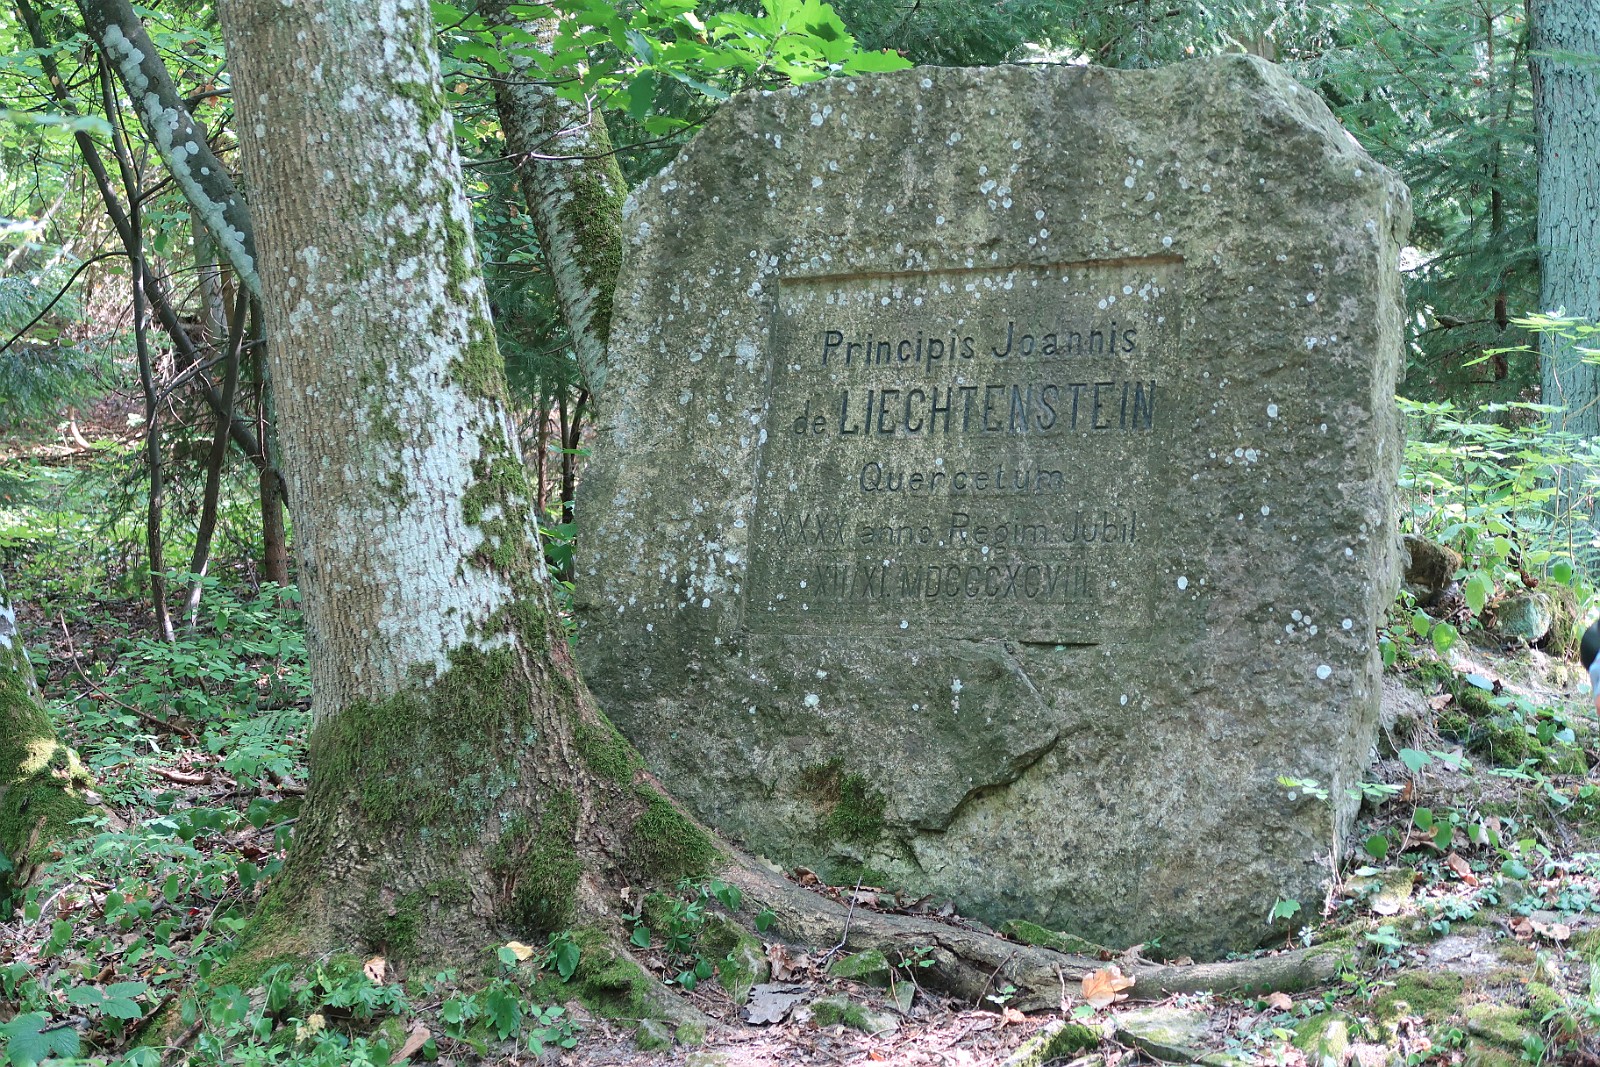 Principis Joannis
de LIECHTENSTEIN
Quercetum
XXXX anno Regim Jubil.
XII/XI MDCCCXCVIII.